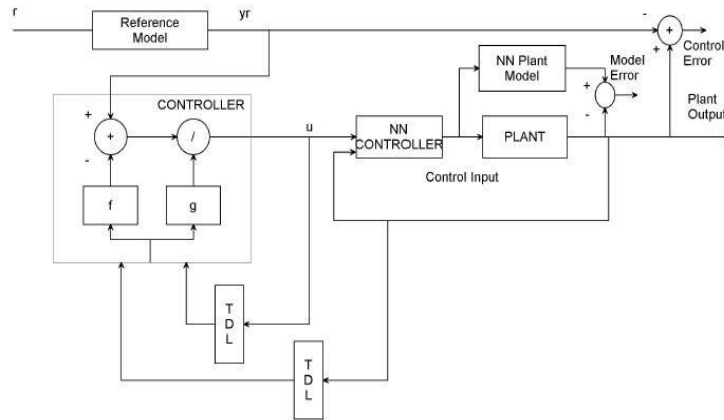 r
Reference
Model
yr
-
+
+
Control
Error
NN Plant
Model
Model
Error
+
-
Plant
Output
CONTROLLER
+
+
-
/
u
NN
CONTROLLER
PLANT
Control Input
f
g
T
D
L
T
D
L